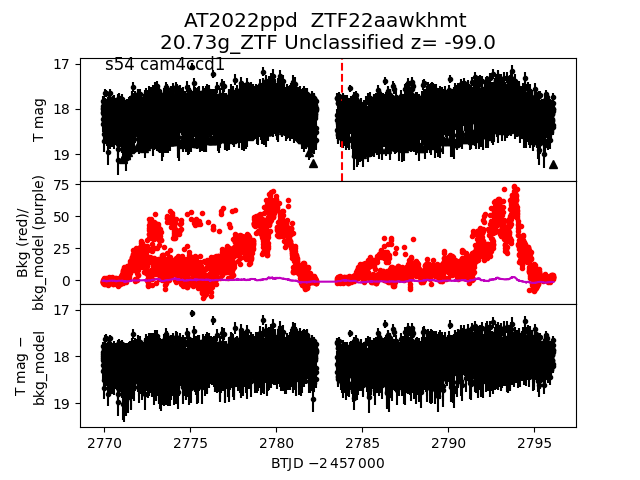 AT2022ppd  ZTF22aawkhmt
20.73g_ZTF Unclassified z= -99.0
s54 cam4ccd1
17
18
19
T mag
75
50
25
0
Bkg (red)/
bkg_model (purple)
17
18
19
T mag −
bkg_model
2770
2775
2780
2785
2790
2795
BTJD −2 457 000